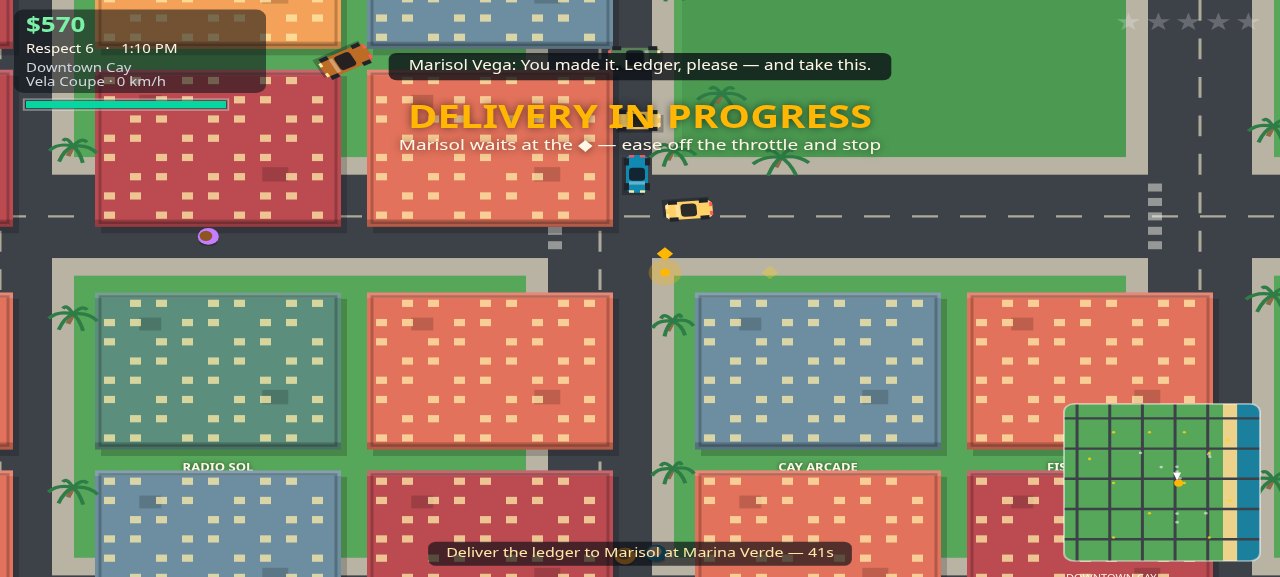 $570
Respect 6 · 1:10 PM
Downtown Cay
Vela Coupe · 0 km/h
Marisol Vega: You made it. Ledger, please — and take this.
DELIVERY IN PROGRESS
Marisol waits at the ◆ — ease off the throttle and stop
RADIO SOL
CAY ARCADE
Deliver the ledger to Marisol at Marina Verde — 41s
DOWNTOWN CAY